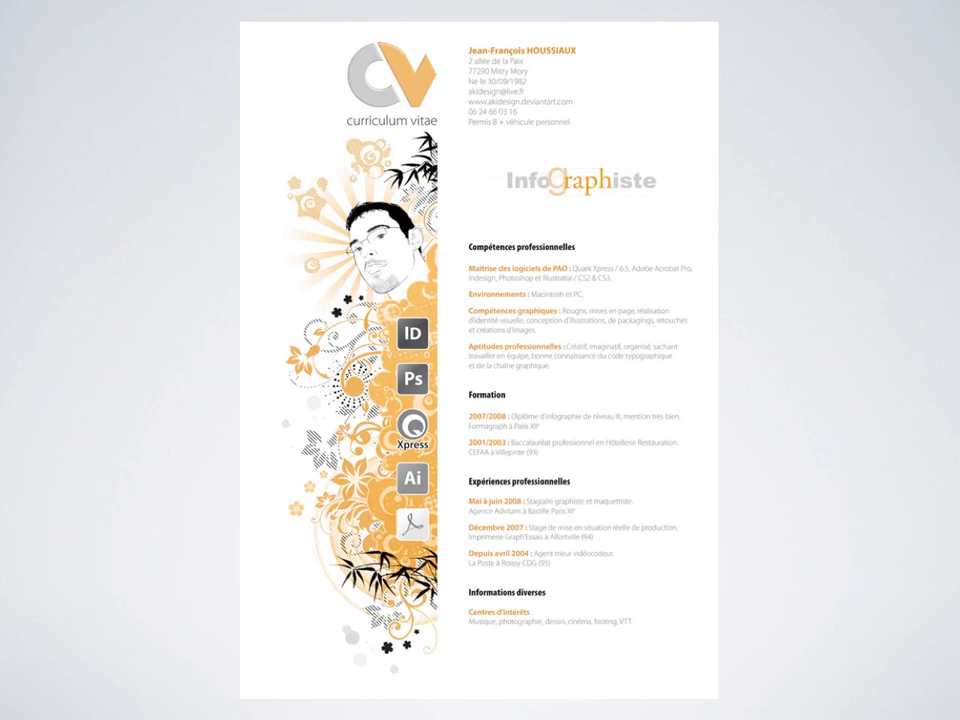 CV
curriculum vitae
Jean-François HOUSSIAUX
2 allée de la Paix
77290 Mitry Mory
Né le 30/09/1982
akidesign@live.fr
www.akidesign.deviantart.com
06 24 66 03 16
Permis B + véhicule personnel
Infographiste
Compétences professionnelles
Maîtrise des logiciels de PAO : Quark Xpress / 6.5, Adobe Acrobat Pro,
Indesign, Photoshop et Illustrator / CS2 & CS3.
Environnements : Macintosh et PC.
Compétences graphiques : Roughs, mises en page, réalisation
d'identité visuelle, conception d'illustrations, de packagings, retouches
et créations d'images.
Aptitudes professionnelles : Créatif, imaginatif, organisé, sachant
travailler en équipe, bonne connaissance du code typographique
et de la chaîne graphique.
ID
Ps
Xpress
Ai
Formation
2007/2008 : Diplôme d'infographie de niveau III, mention très bien.
Formagraph à Paris XIIᵉ
2001/2003 : Baccalauréat professionnel en Hôtellerie Restauration.
CEFAA à Villepinte (93)
Expériences professionnelles
Mai à juin 2008 : Stagiaire graphiste et maquettiste.
Agence Advitam à Bastille Paris XIᵉ
Décembre 2007 : Stage de mise en situation réelle de production.
Imprimerie Graph'Essais à Alfortville (94)
Depuis avril 2004 : Agent trieur vidéocodeur.
La Poste à Roissy CDG (95)
Informations diverses
Centres d'intérêts
Musique, photographie, dessin, cinéma, footing, VTT.